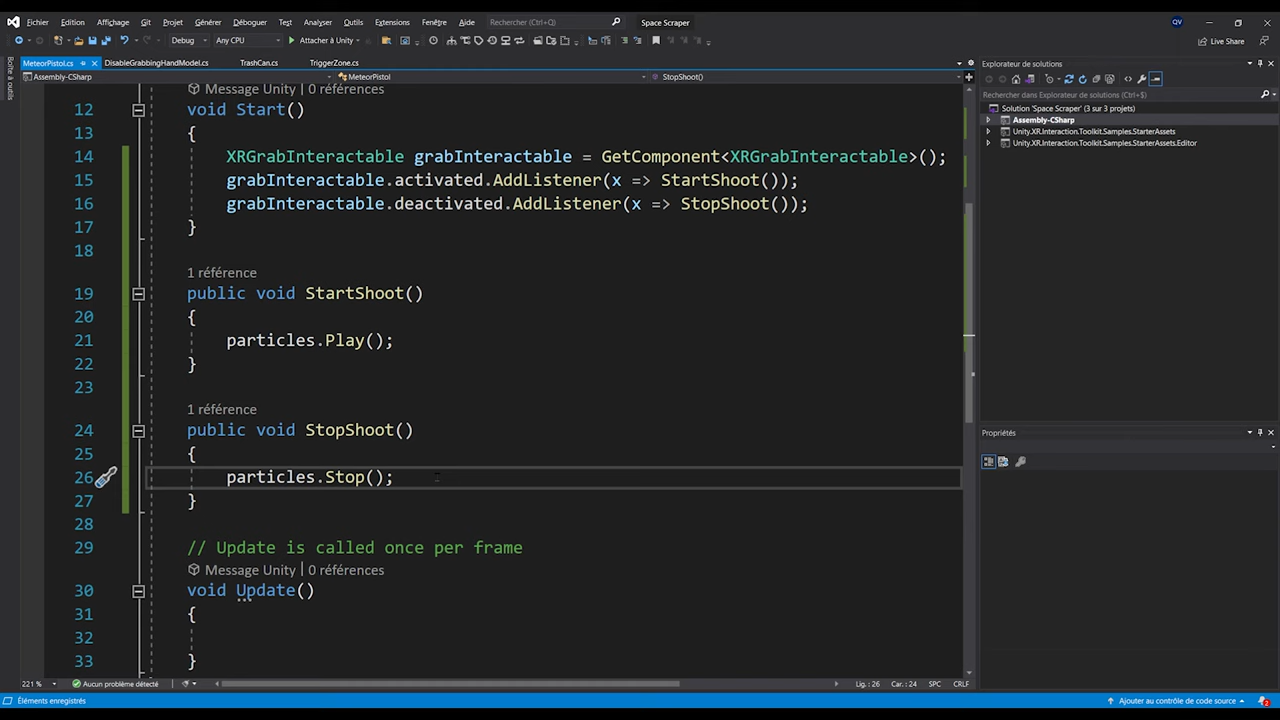 Fichier Edition Affichage Git Projet Générer Déboguer Test Analyser Outils Extensions Fenêtre Aide Rechercher (Ctrl+Q) Space Scraper QV
Debug Any CPU Attacher à Unity Live Share
Boîte à outils
MeteorPistol.cs DisableGrabbingHandModel.cs TrashCan.cs TriggerZone.cs
Assembly-CSharp MeteorPistol StopShoot()
Message Unity | 0 références
12 void Start()
13 {
14 XRGrabInteractable grabInteractable = GetComponent<XRGrabInteractable>();
15 grabInteractable.activated.AddListener(x => StartShoot());
16 grabInteractable.deactivated.AddListener(x => StopShoot());
17 }
18
1 référence
19 public void StartShoot()
20 {
21 particles.Play();
22 }
23
1 référence
24 public void StopShoot()
25 {
26 particles.Stop();
27 }
28
29 // Update is called once per frame
Message Unity | 0 références
30 void Update()
31 {
32
33 }
221 % Aucun problème détecté Lig. : 26 Car. : 24 SPC CRLF
Explorateur de solutions
Rechercher dans Explorateur de solutions (Ctrl+$)
Solution 'Space Scraper' (3 sur 3 projets)
Assembly-CSharp
Unity.XR.Interaction.Toolkit.Samples.StarterAssets
Unity.XR.Interaction.Toolkit.Samples.StarterAssets.Editor
Propriétés
Éléments enregistrés Ajouter au contrôle de code source 2